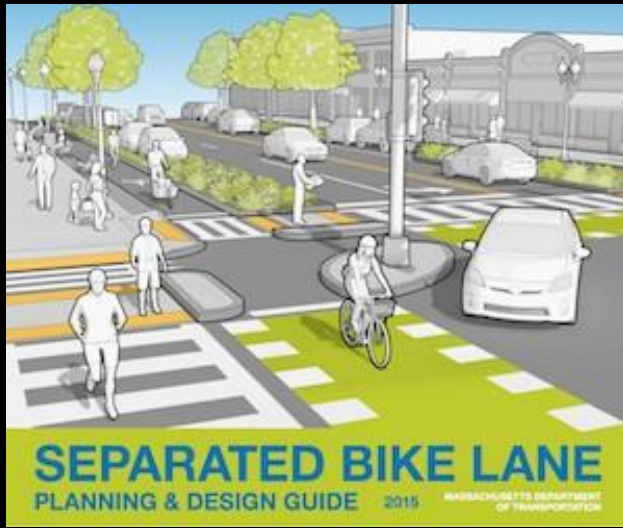 SEPARATED BIKE LANE
PLANNING & DESIGN GUIDE 2015 MASSACHUSETTS DEPARTMENT
OF TRANSPORTATION